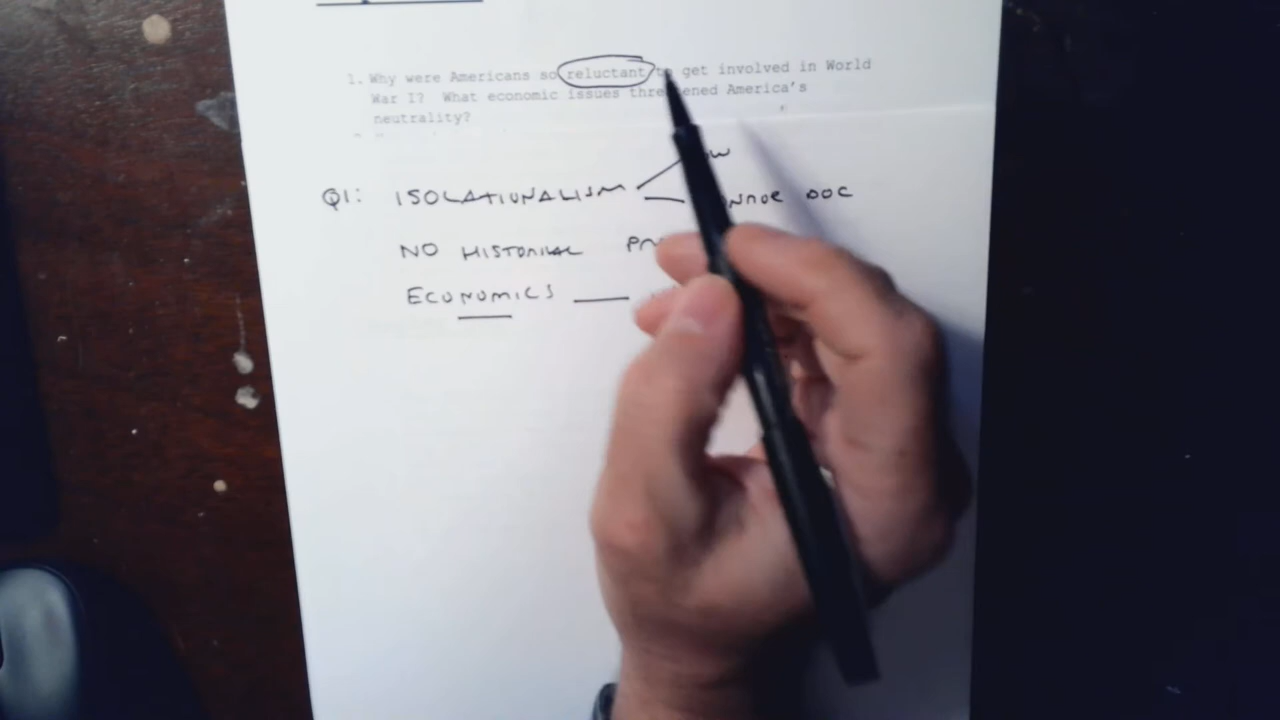 1. Why were Americans so reluctant to get involved in World
War I? What economic issues threatened America's
neutrality?
Q1: ISOLATIONALISM
DOC
NO HISTORICAL
ECONOMICS